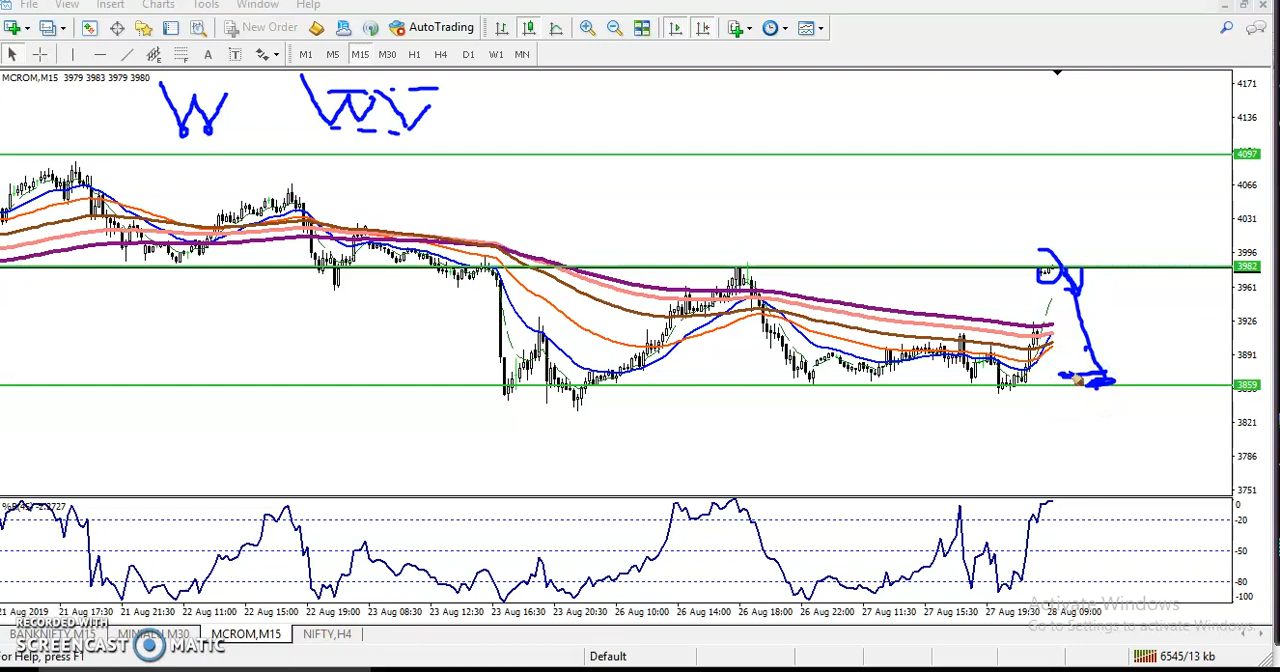 File View Insert Charts Tools Window Help
New Order AutoTrading
A T M1 M5 M15 M30 H1 H4 D1 W1 MN
MCROM,M15 3979 3983 3979 3980
W
4171
4136
4097
4066
4031
3996
3982
3961
3926
3891
3859
3821
3786
3751
0
-20
-50
-80
-100
21 Aug 2019 21 Aug 17:30 21 Aug 21:30 22 Aug 11:00 22 Aug 15:00 22 Aug 19:00 23 Aug 08:30 23 Aug 12:30 23 Aug 16:30 23 Aug 20:30 26 Aug 10:00 26 Aug 14:00 26 Aug 18:00 26 Aug 22:00 27 Aug 11:30 27 Aug 15:30 27 Aug 19:30 28 Aug 09:00
Activate Windows
Go to Settings to activate Windows.
RECORDED WITH
SCREENCAST MATIC
BANKNIFTY,M15 MCROM,M15 NIFTY,H4
For Help, press F1 Default 6545/13 kb